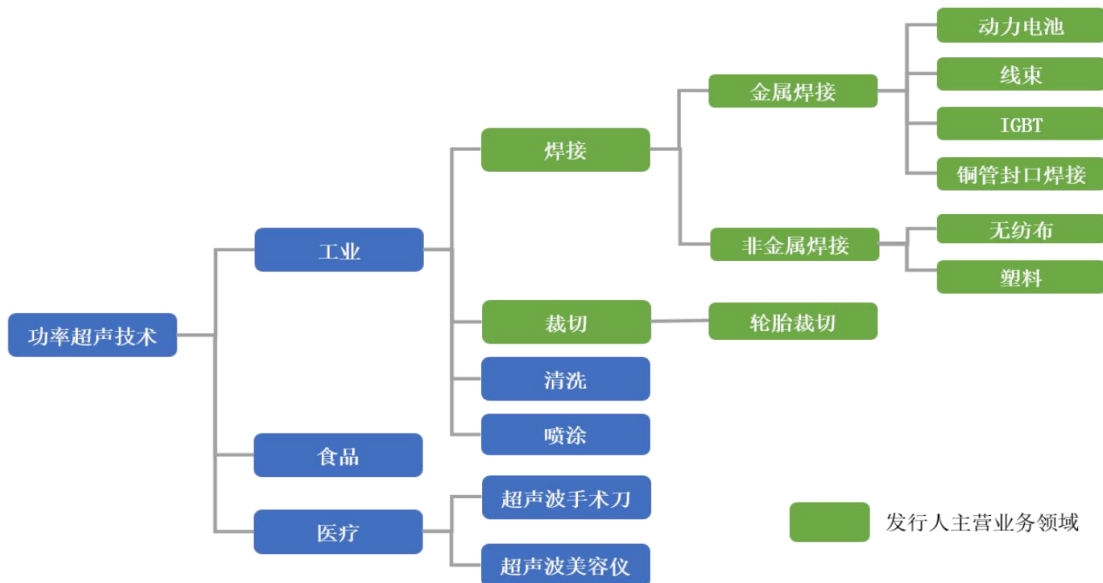 动力电池
线束
金属焊接
IGBT
焊接
铜管封口焊接
无纺布
非金属焊接
工业
塑料
裁切
轮胎裁切
功率超声技术
清洗
喷涂
食品
超声波手术刀
医疗
发行人主营业务领域
超声波美容仪